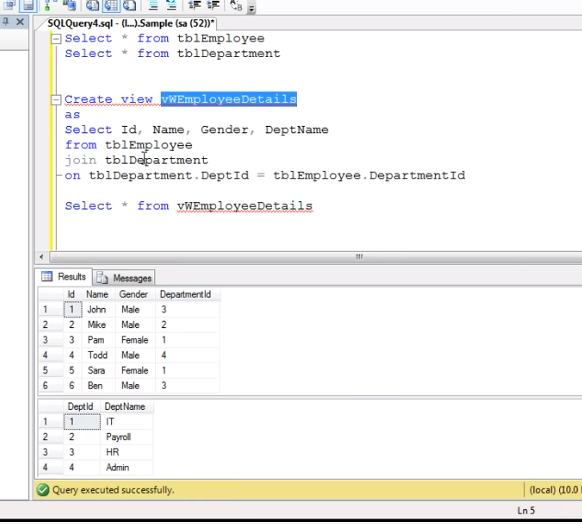 SQLQuery4.sql - (l...).Sample (sa (52))*
Select * from tblEmployee
Select * from tblDepartment
Create view vWEmployeeDetails
as
Select Id, Name, Gender, DeptName
from tblEmployee
join tblDepartment
on tblDepartment.DeptId = tblEmployee.DepartmentId
Select * from vWEmployeeDetails
Results Messages
Id Name Gender DepartmentId
1 1 John Male 3
2 2 Mike Male 2
3 3 Pam Female 1
4 4 Todd Male 4
5 5 Sara Female 1
6 6 Ben Male 3
DeptId DeptName
1 1 IT
2 2 Payroll
3 3 HR
4 4 Admin
Query executed successfully. (local) (10.0
Ln 5